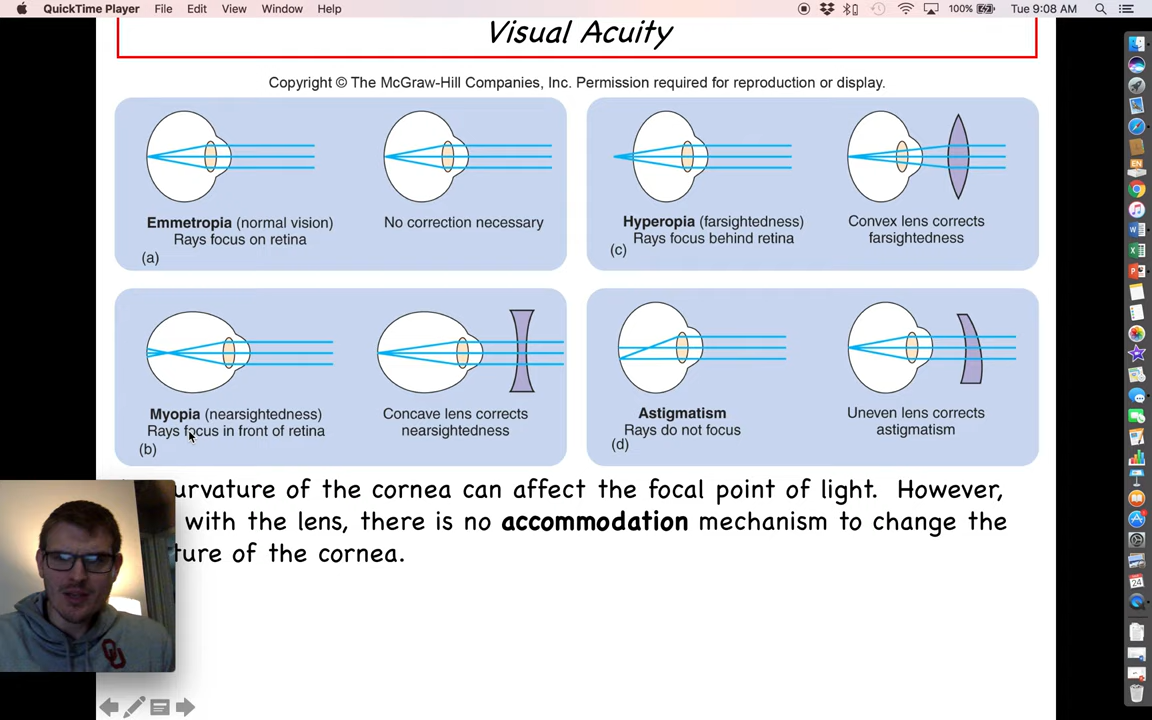 QuickTime Player File Edit View Window Help 100% Tue 9:08 AM
Visual Acuity
Copyright © The McGraw-Hill Companies, Inc. Permission required for reproduction or display.
Emmetropia (normal vision)
Rays focus on retina
(a)
No correction necessary
Hyperopia (farsightedness)
Rays focus behind retina
(c)
Convex lens corrects
farsightedness
Myopia (nearsightedness)
Rays focus in front of retina
(b)
Concave lens corrects
nearsightedness
Astigmatism
Rays do not focus
(d)
Uneven lens corrects
astigmatism
urvature of the cornea can affect the focal point of light. However,
with the lens, there is no accommodation mechanism to change the
ture of the cornea.
OU